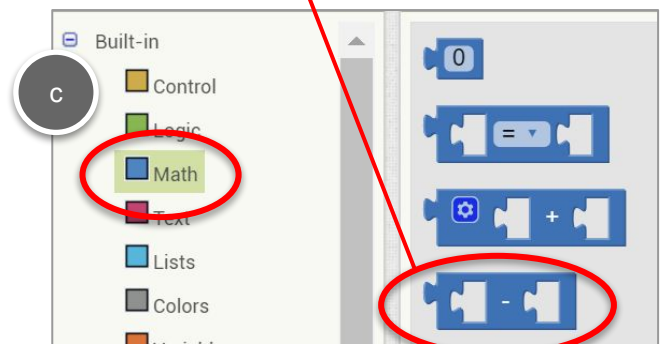 Built-in
c
Control
Logic
Math
Text
Lists
Colors
0
=
+
-